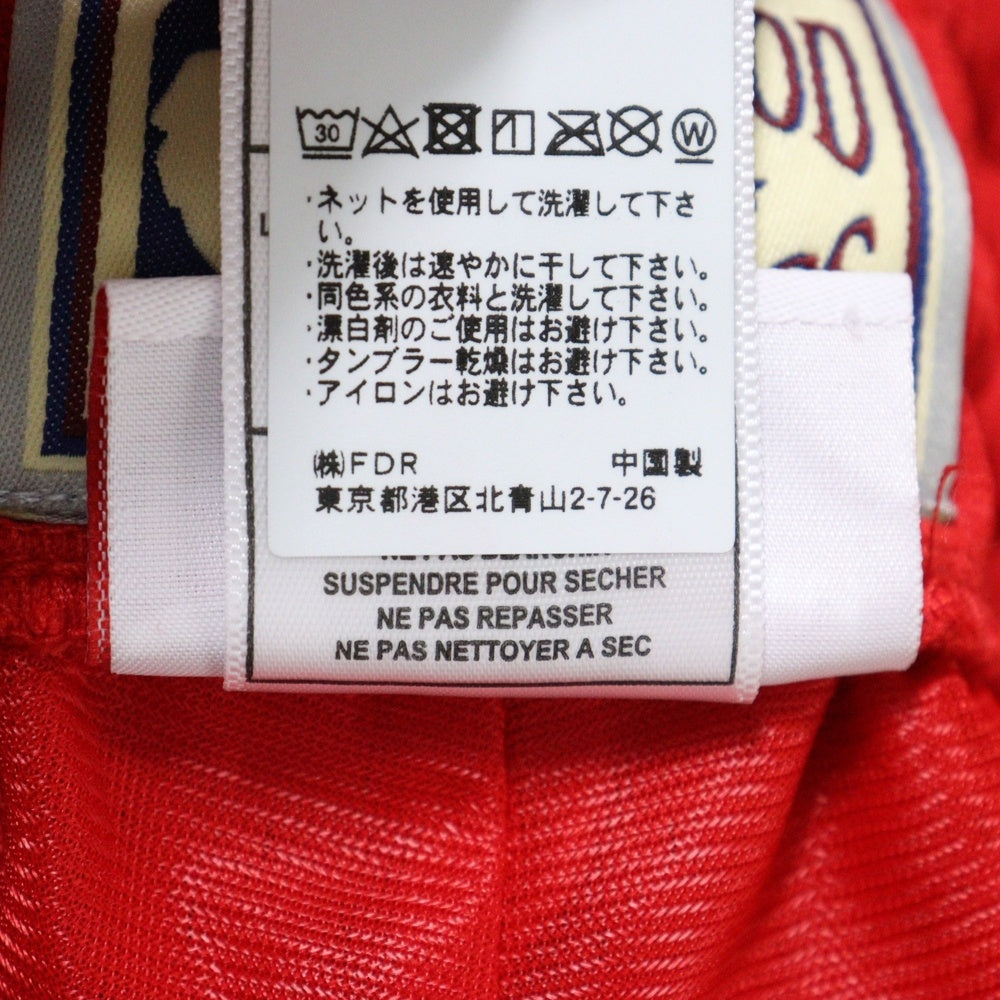 30
W
・ネットを使用して洗濯して下さ
い。
・洗濯後は速やかに干して下さい。
・同色系の衣料と洗濯して下さい。
・漂白剤のご使用はお避け下さい。
・タンブラー乾燥はお避け下さい。
・アイロンはお避け下さい。
㈱FDR 中国製
東京都港区北青山2-7-26
SUSPENDRE POUR SECHER
NE PAS REPASSER
NE PAS NETTOYER A SEC